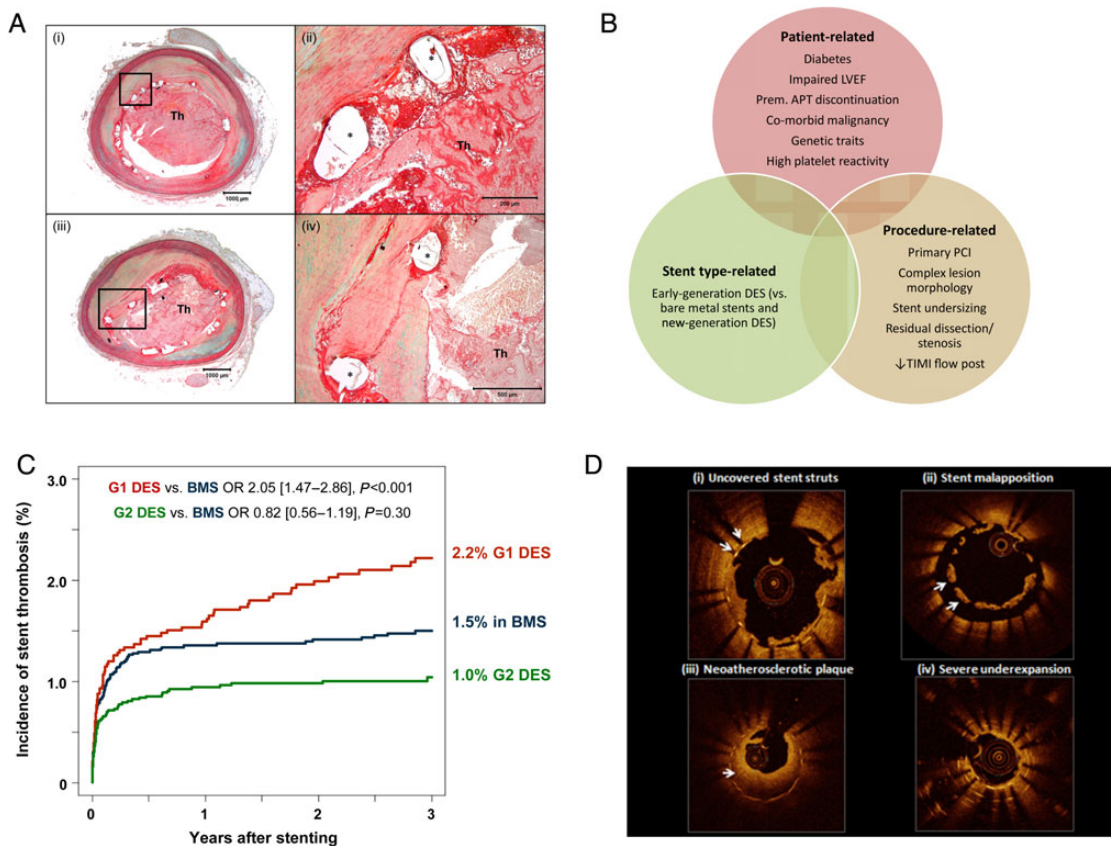 A
(i)
Th
1000 µm
(ii)
*
*
Th
200 µm
(iii)
Th
1000 µm
(iv)
*
*
Th
500 µm
B
Patient-related
Diabetes
Impaired LVEF
Prem. APT discontinuation
Co-morbid malignancy
Genetic traits
High platelet reactivity
Stent type-related
Early-generation DES (vs.
bare metal stents and
new-generation DES)
Procedure-related
Primary PCI
Complex lesion
morphology
Stent undersizing
Residual dissection/
stenosis
↓TIMI flow post
C
Incidence of stent thrombosis (%)
3.0
2.0
1.0
0
G1 DES vs. BMS OR 2.05 [1.47–2.86], P<0.001
G2 DES vs. BMS OR 0.82 [0.56–1.19], P=0.30
2.2% G1 DES
1.5% in BMS
1.0% G2 DES
0 1 2 3
Years after stenting
D
(i) Uncovered stent struts
(ii) Stent malapposition
(iii) Neoatherosclerotic plaque
(iv) Severe underexpansion